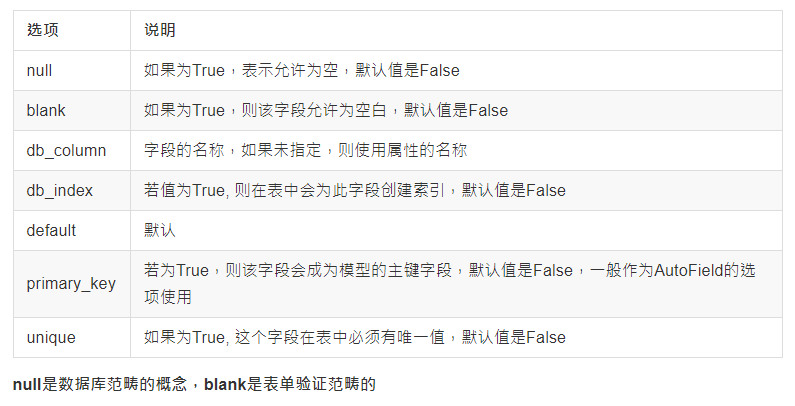 选项 说明
null 如果为True，表示允许为空，默认值是False
blank 如果为True，则该字段允许为空白，默认值是False
db_column 字段的名称，如果未指定，则使用属性的名称
db_index 若值为True, 则在表中会为此字段创建索引，默认值是False
default 默认
primary_key 若为True，则该字段会成为模型的主键字段，默认值是False，一般作为AutoField的选
项使用
unique 如果为True, 这个字段在表中必须有唯一值，默认值是False
null是数据库范畴的概念，blank是表单验证范畴的